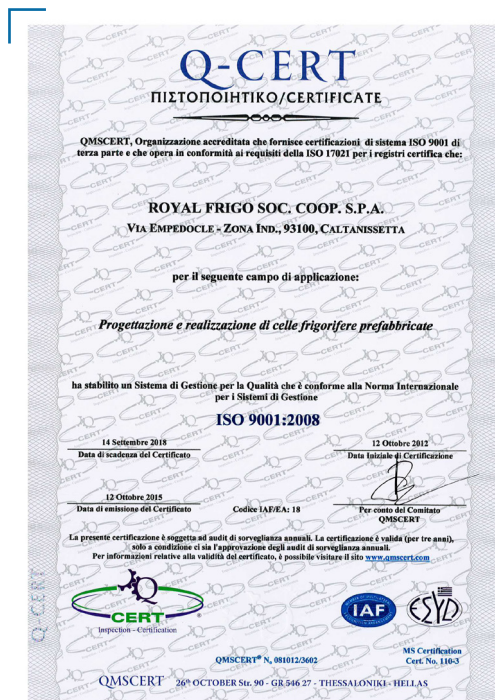 Q-CERT
ΠΙΣΤΟΠΟΙΗΤΙΚΟ/CERTIFICATE
QMSCERT, Organizzazione accreditata che fornisce certificazioni di sistema ISO 9001 di
terza parte e che opera in conformità ai requisiti della ISO 17021 per i registri certifica che:
ROYAL FRIGO SOC. COOP. S.P.A.
VIA EMPEDOCLE - ZONA IND., 93100, CALTANISSETTA
per il seguente campo di applicazione:
Progettazione e realizzazione di celle frigorifere prefabbricate
ha stabilito un Sistema di Gestione per la Qualità che è conforme alla Norma Internazionale
per i Sistemi di Gestione
ISO 9001:2008
14 Settembre 2018
Data di scadenza del Certificato
12 Ottobre 2012
Data Iniziale di Certificazione
12 Ottobre 2015
Data di emissione del Certificato
Codice IAF/EA: 18
Per conto del Comitato
QMSCERT
La presente certificazione è soggetta ad audit di sorveglianza annuali. La certificazione è valida (per tre anni),
solo a condizione ci sia l'approvazione degli audit di sorveglianza annuali.
Per informazioni relative alla validità del certificato, è possibile visitare il sito www.qmscert.com
Q
CERT
Inspection - Certification
IAF
ΕΣΥΔ
MS Certification
Cert. No. 110-3
QMSCERT® N. 081012/3602
QMSCERT 26th OCTOBER Str. 90 - GR 546 27 - THESSALONIKI - HELLAS
Q-CERT